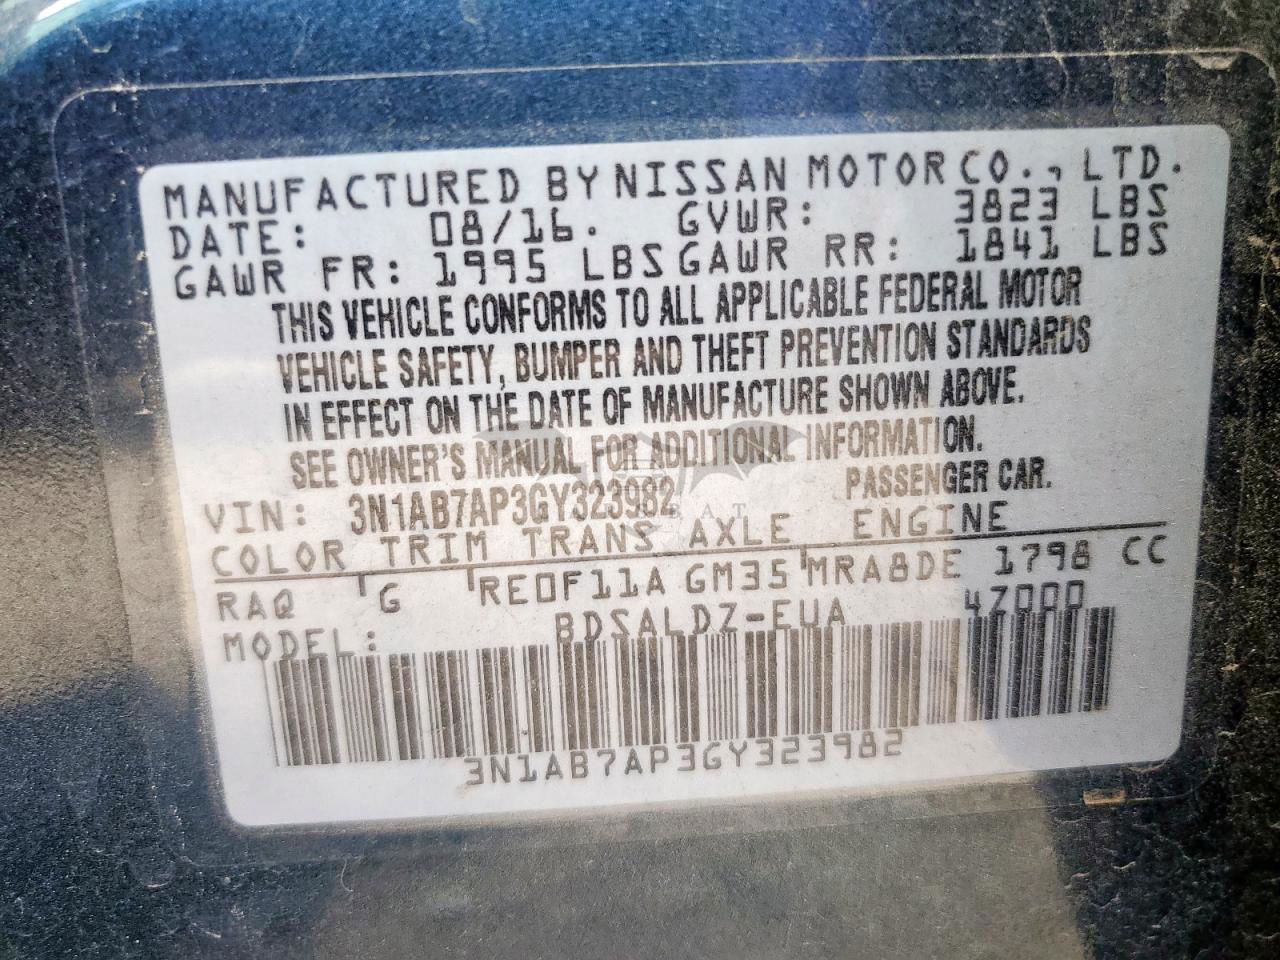 MANUFACTURED BY NISSAN MOTOR CO., LTD.
DATE: 08/16. GVWR: 3823 LBS
GAWR FR: 1995 LBS GAWR RR: 1841 LBS
THIS VEHICLE CONFORMS TO ALL APPLICABLE FEDERAL MOTOR
VEHICLE SAFETY, BUMPER AND THEFT PREVENTION STANDARDS
IN EFFECT ON THE DATE OF MANUFACTURE SHOWN ABOVE.
SEE OWNER'S MANUAL FOR ADDITIONAL INFORMATION.
VIN: 3N1AB7AP3GY323982 PASSENGER CAR.
COLOR TRIM TRANS AXLE ENGINE
RAQ G RE0F11A GM35 MRA8DE 1798 CC
MODEL: BDSALDZ-EUA 4Z000
3N1AB7AP3GY323982